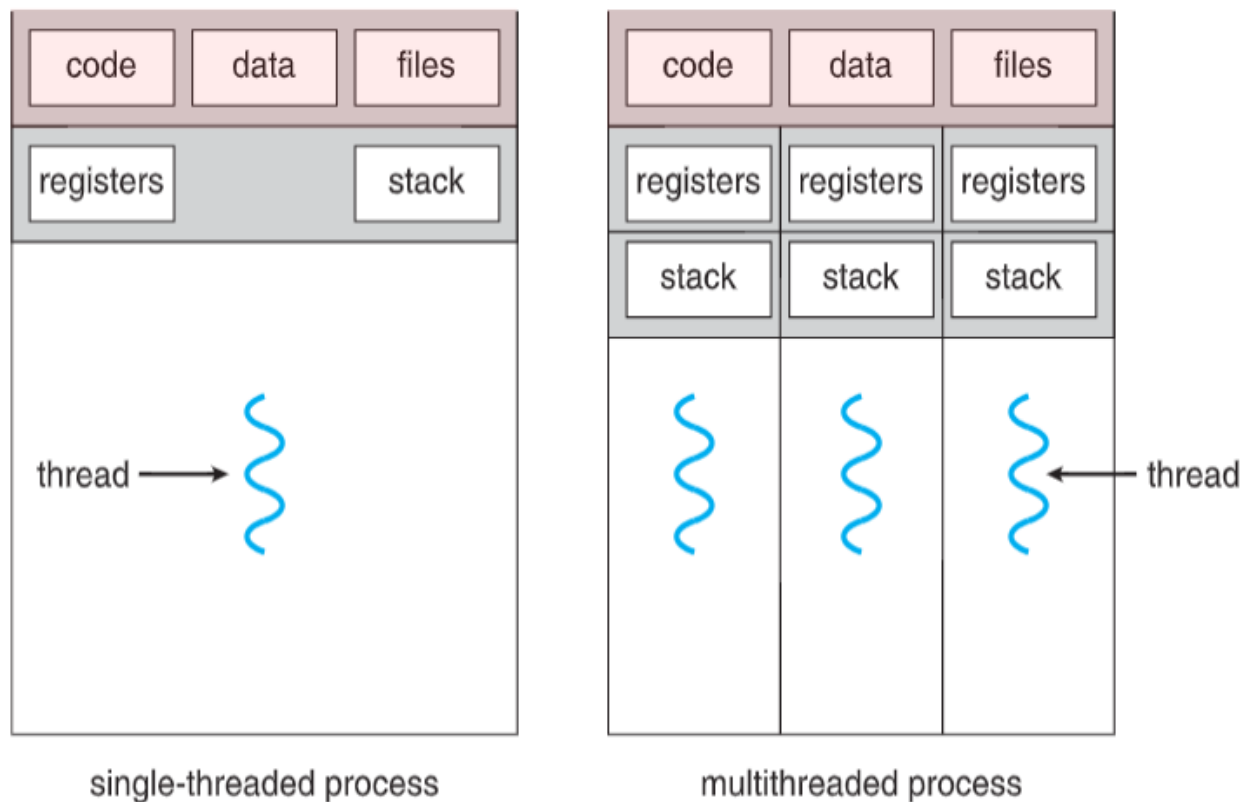 code data files
registers stack
thread
single-threaded process
code data files
registers registers registers
stack stack stack
thread
multithreaded process